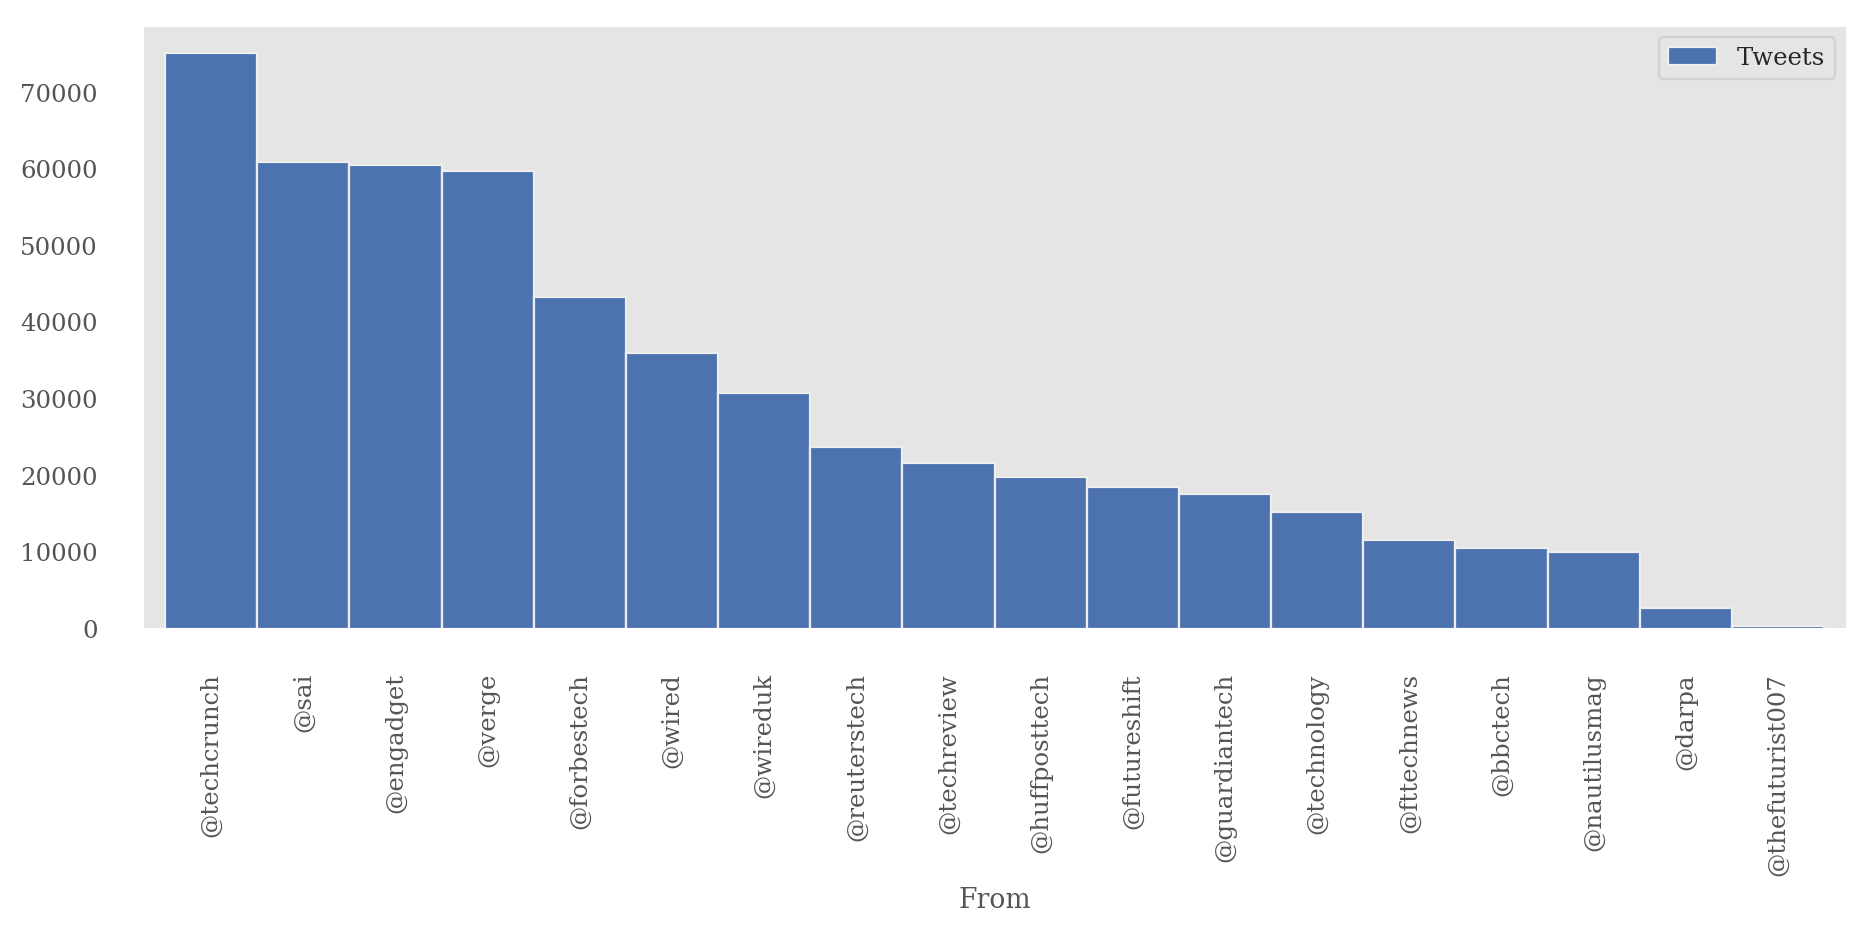 Tweets
70000
60000
50000
40000
30000
20000
10000
0
@techcrunch
@sai
@engadget
@verge
@forbestech
@wired
@wireduk
@reuterstech
@techreview
@huffposttech
@futureshift
@guardiantech
@technology
@fttechnews
@bbctech
@nautilusmag
@darpa
@thefuturist007
From